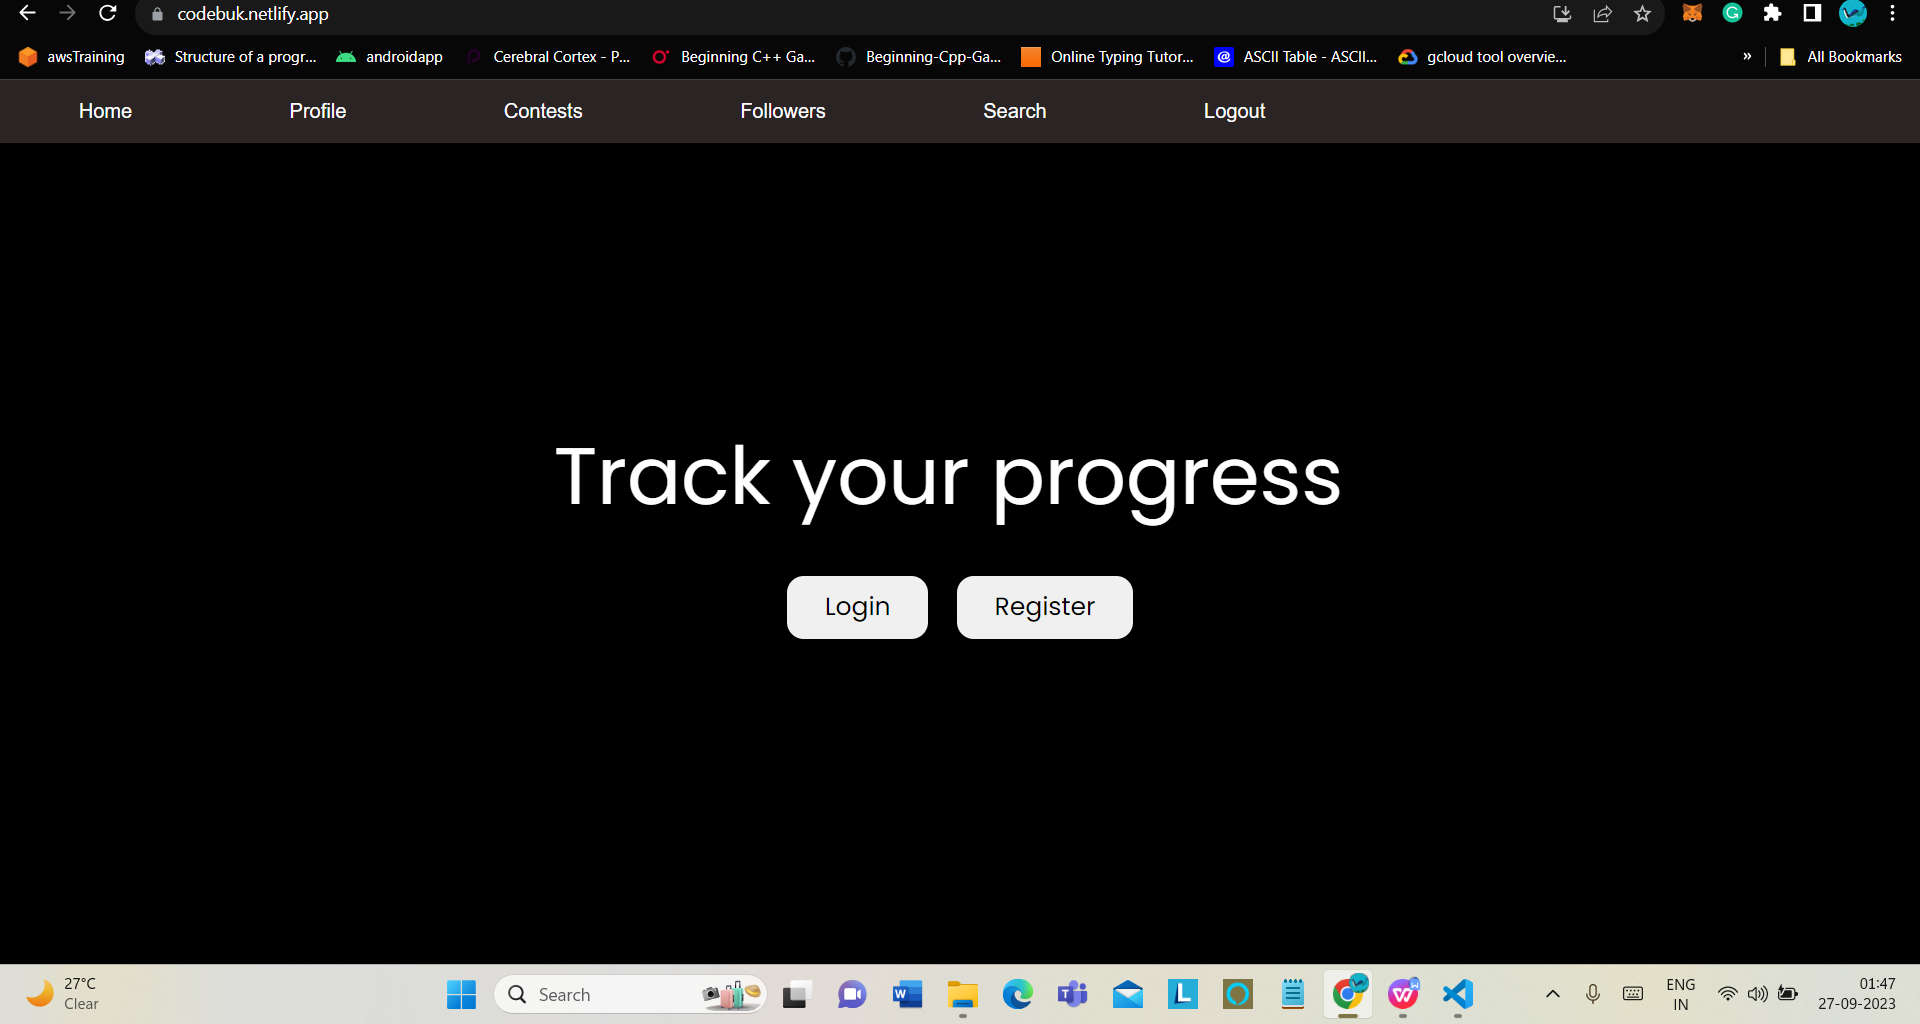 codebuk.netlify.app
awsTraining Structure of a progr... androidapp Cerebral Cortex - P... Beginning C++ Ga... Beginning-Cpp-Ga... Online Typing Tutor... ASCII Table - ASCII... gcloud tool overvie... » All Bookmarks
Home Profile Contests Followers Search Logout
Track your progress
Login Register
27°C
Clear
Search
ENG
IN
01:47
27-09-2023